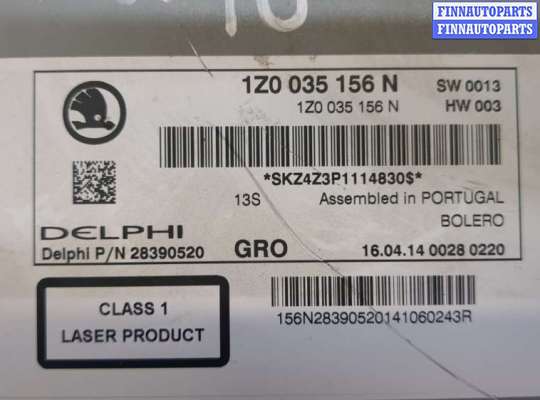 FINNAUTOPARTS
FINNAUTOPARTS
1Z0 035 156 N SW 0013
1Z0 035 156 N HW 003
*SKZ4Z3P1114830$*
13S Assembled in PORTUGAL
BOLERO
DELPHI
Delphi P/N 28390520 GRO 16.04.14 0028 0220
CLASS 1
LASER PRODUCT
156N28390520141060243R